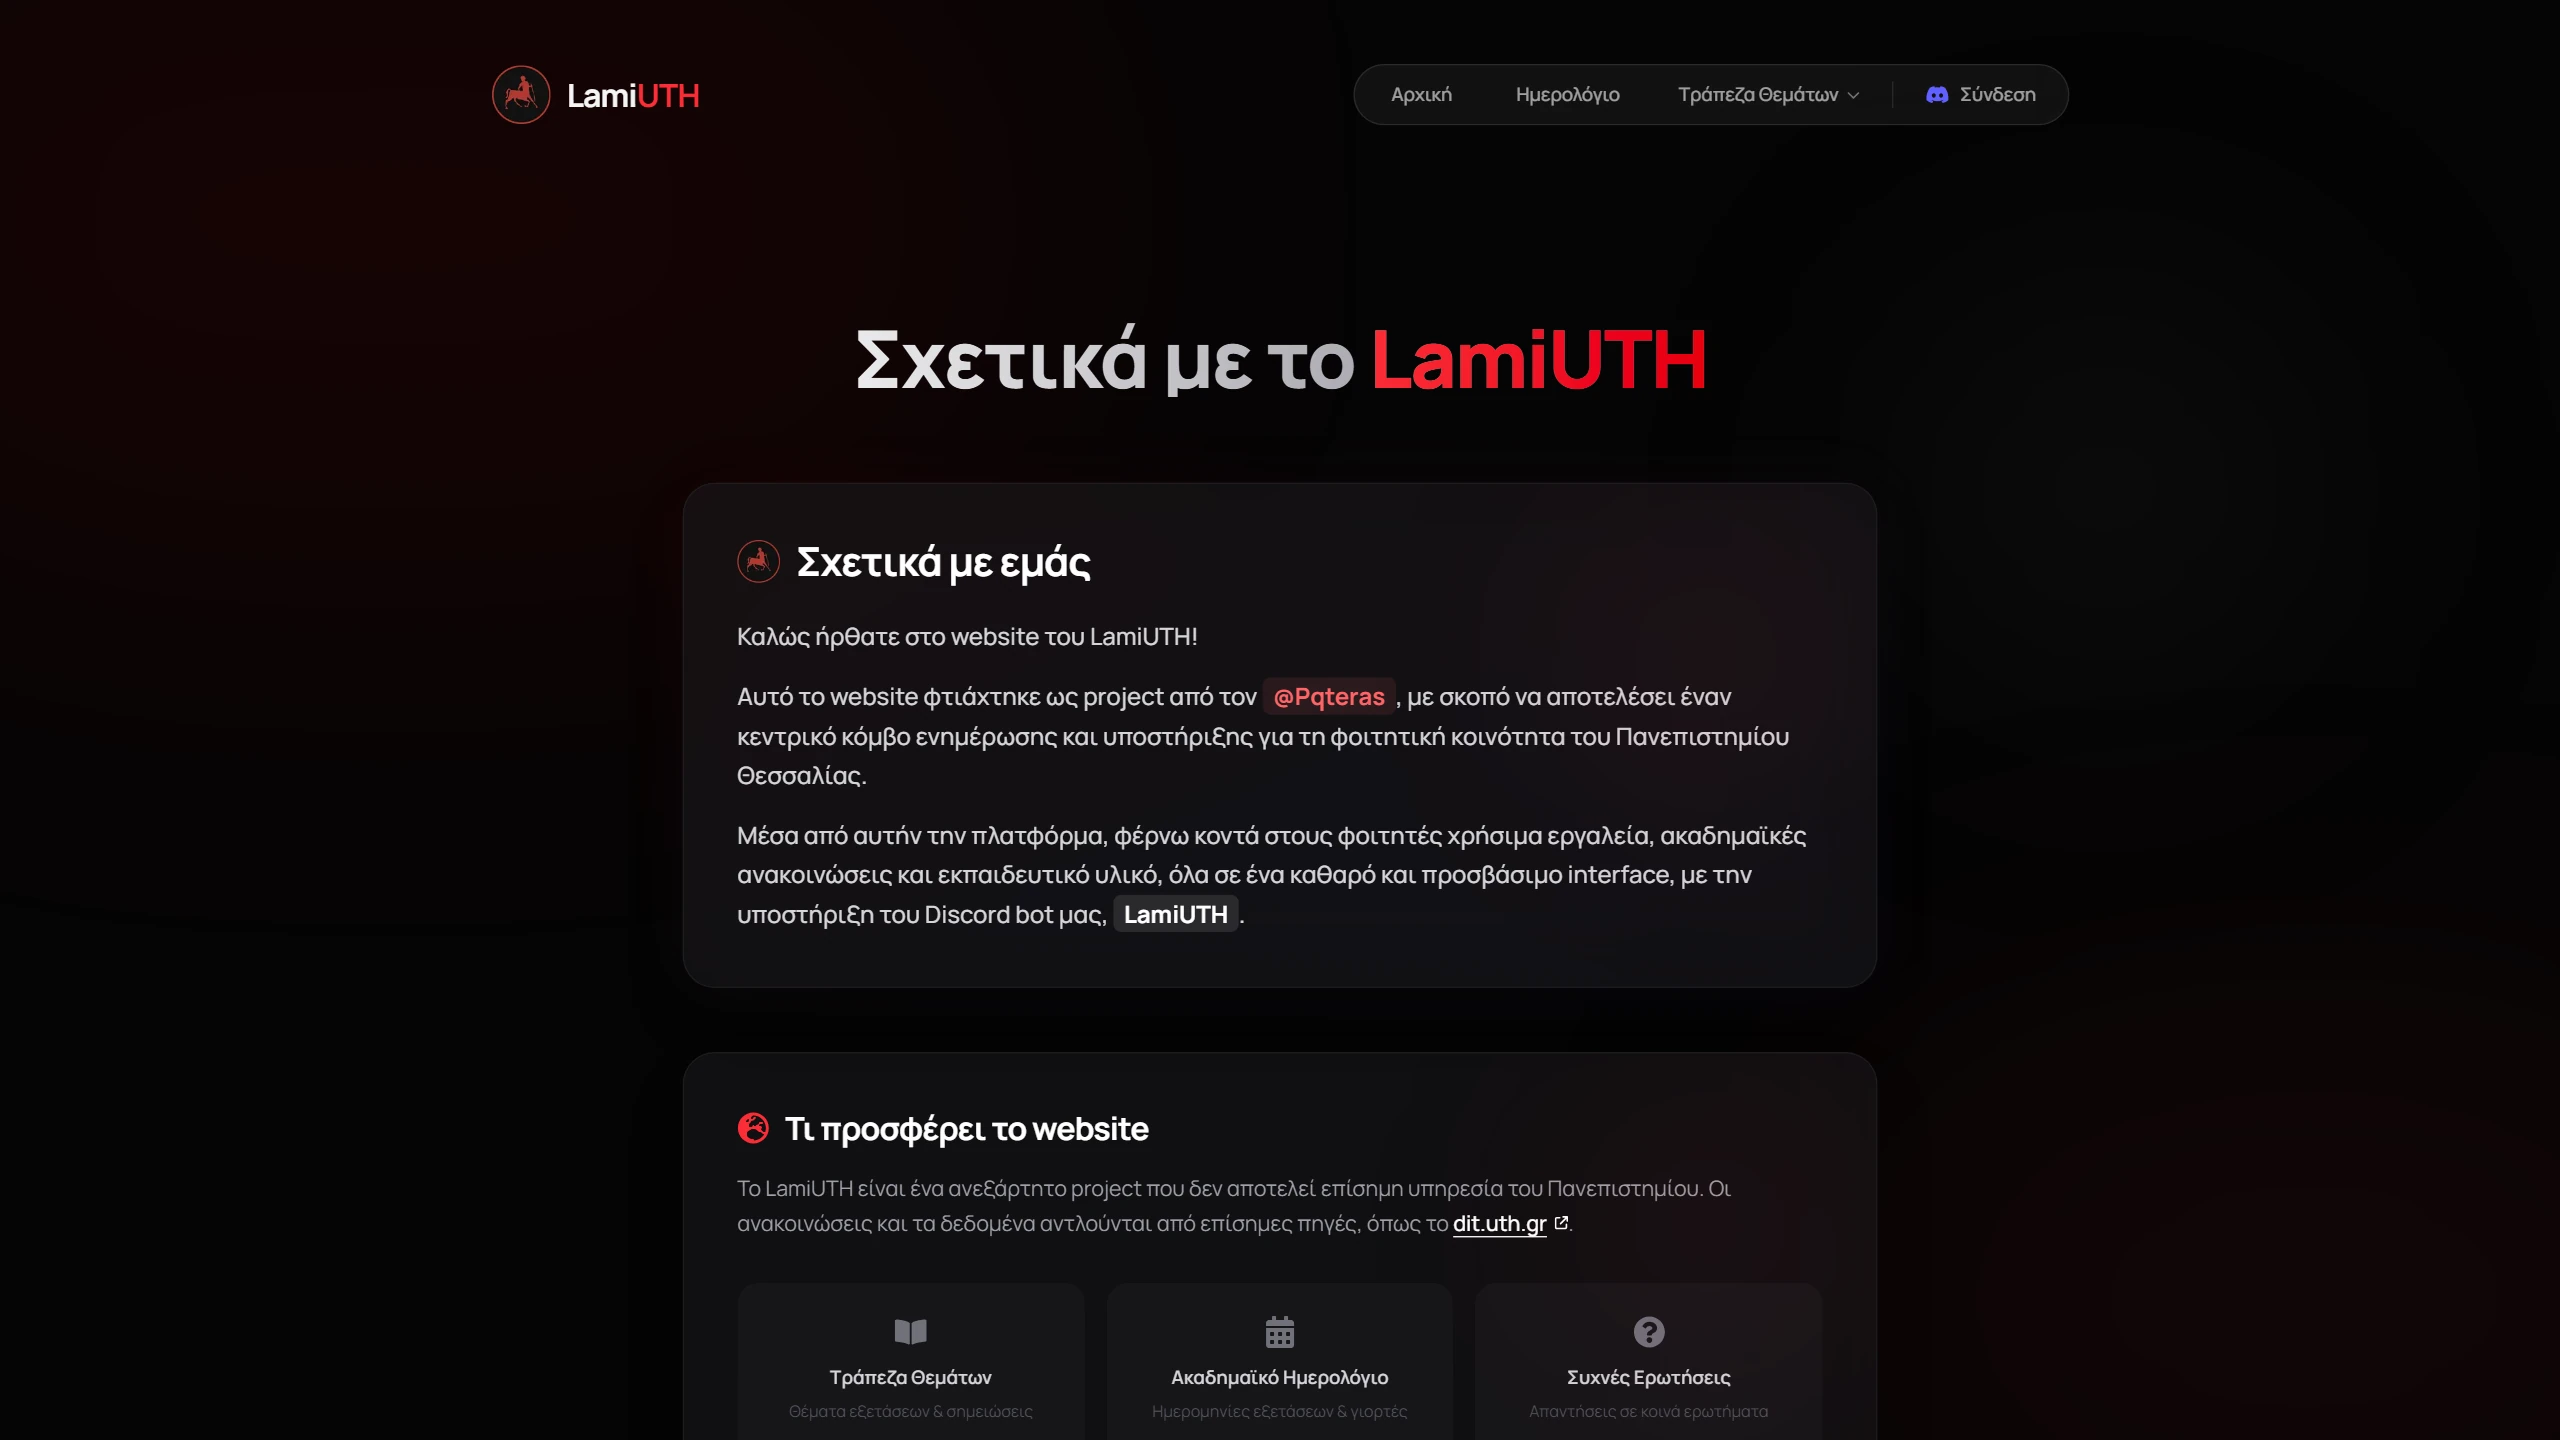 LamiUTH
Αρχική
Ημερολόγιο
Τράπεζα Θεμάτων
Σύνδεση
Σχετικά με το LamiUTH
Σχετικά με εμάς
Καλώς ήρθατε στο website του LamiUTH!
Αυτό το website φτιάχτηκε ως project από τον @Pqteras , με σκοπό να αποτελέσει έναν
κεντρικό κόμβο ενημέρωσης και υποστήριξης για τη φοιτητική κοινότητα του Πανεπιστημίου
Θεσσαλίας.
Μέσα από αυτήν την πλατφόρμα, φέρνω κοντά στους φοιτητές χρήσιμα εργαλεία, ακαδημαϊκές
ανακοινώσεις και εκπαιδευτικό υλικό, όλα σε ένα καθαρό και προσβάσιμο interface, με την
υποστήριξη του Discord bot μας, LamiUTH .
Τι προσφέρει το website
Το LamiUTH είναι ένα ανεξάρτητο project που δεν αποτελεί επίσημη υπηρεσία του Πανεπιστημίου. Οι
ανακοινώσεις και τα δεδομένα αντλούνται από επίσημες πηγές, όπως το dit.uth.gr .
Τράπεζα Θεμάτων
Θέματα εξετάσεων & σημειώσεις
Ακαδημαϊκό Ημερολόγιο
Ημερομηνίες εξετάσεων & γιορτές
Συχνές Ερωτήσεις
Απαντήσεις σε κοινά ερωτήματα